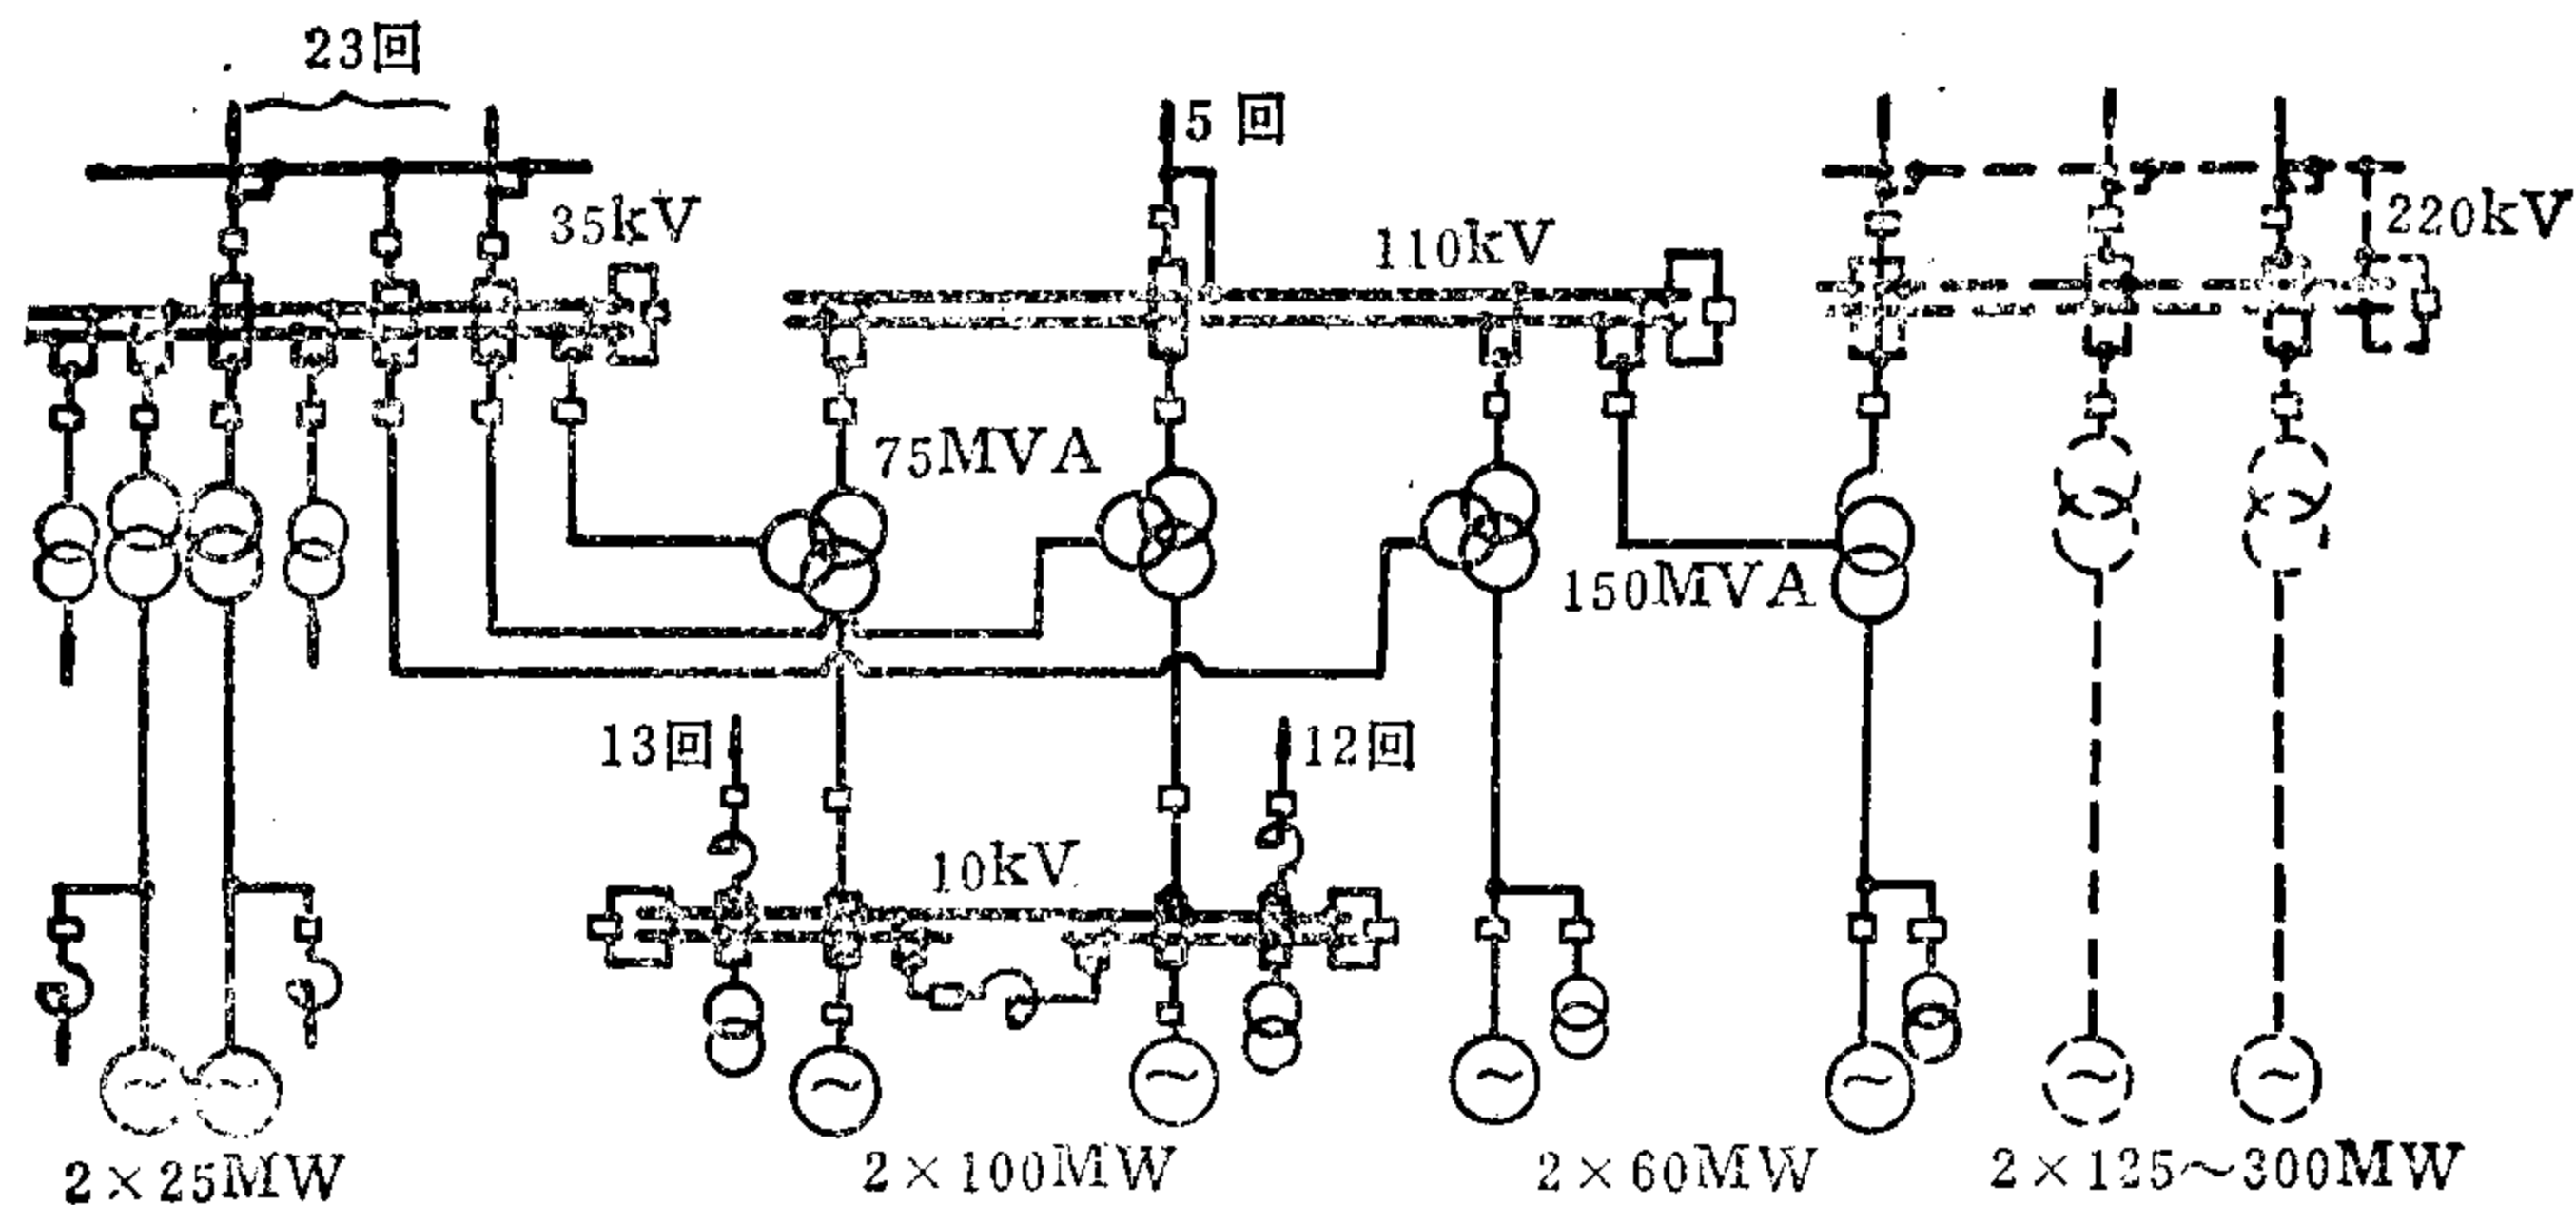 23回
5回
35kV
110kV
220kV
75MVA
150MVA
13回
12回
10kV
2×25MW
2×100MW
2×60MW
2×125～300MW